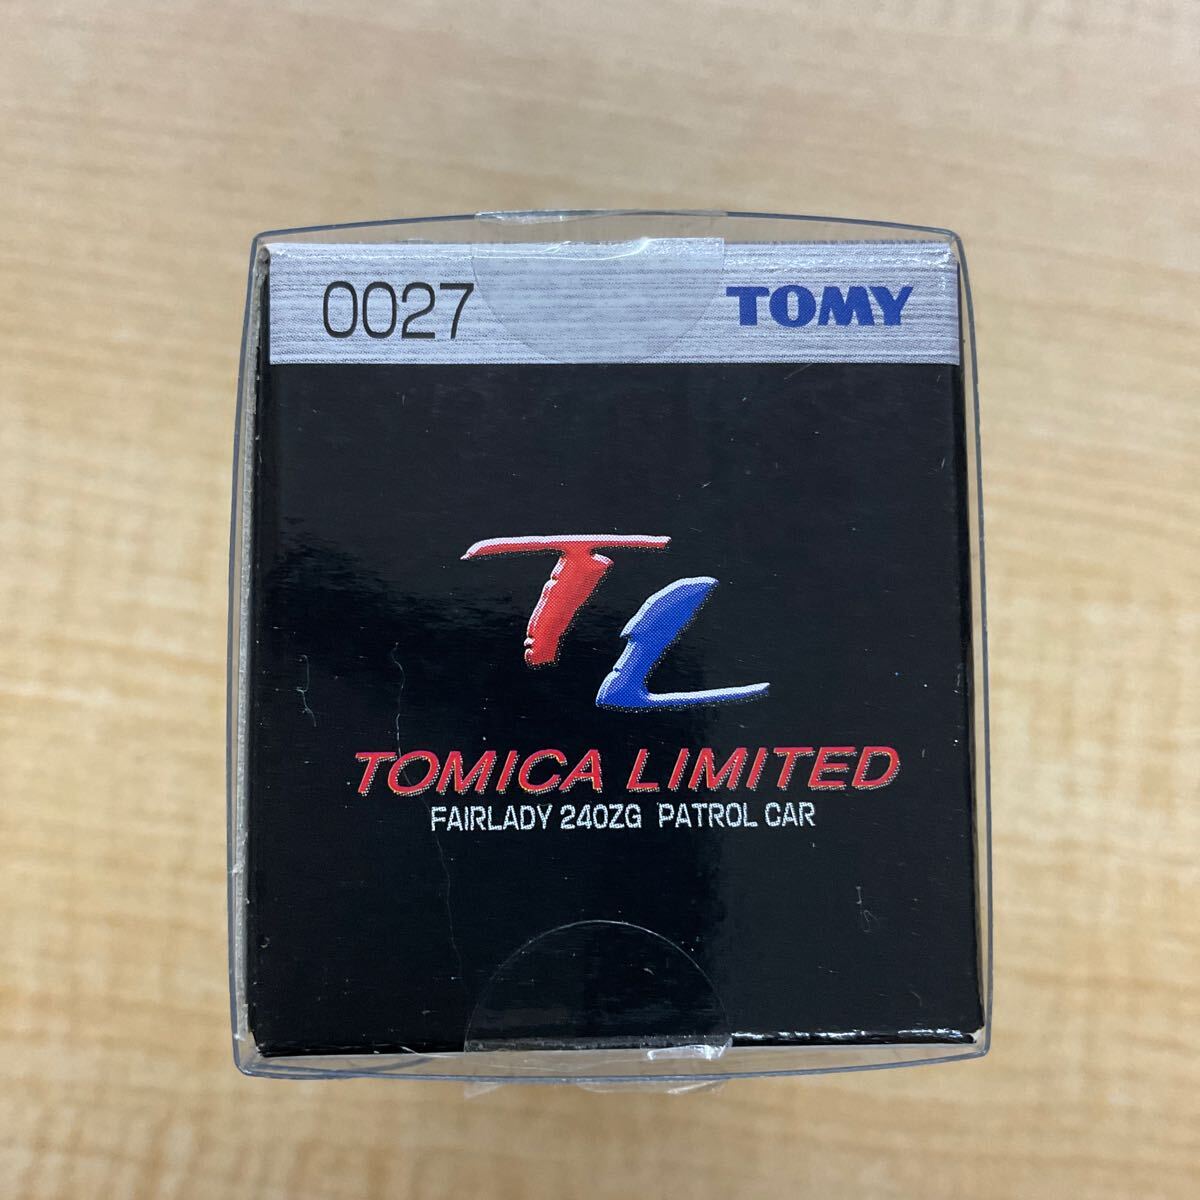 0027 TOMY
TL
TOMICA LIMITED
FAIRLADY 240ZG PATROL CAR